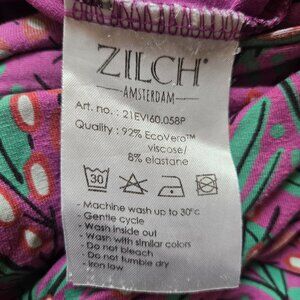 ZILCH®
AMSTERDAM
Art. no. : 21EVI60.058P
Quality : 92% EcoVero™
viscose/
8% elastane
30
- Machine wash up to 30°c
- Gentle cycle
- Wash inside out
- Wash with similar colors
- Do not bleach
- Do not tumble dry
- Iron low